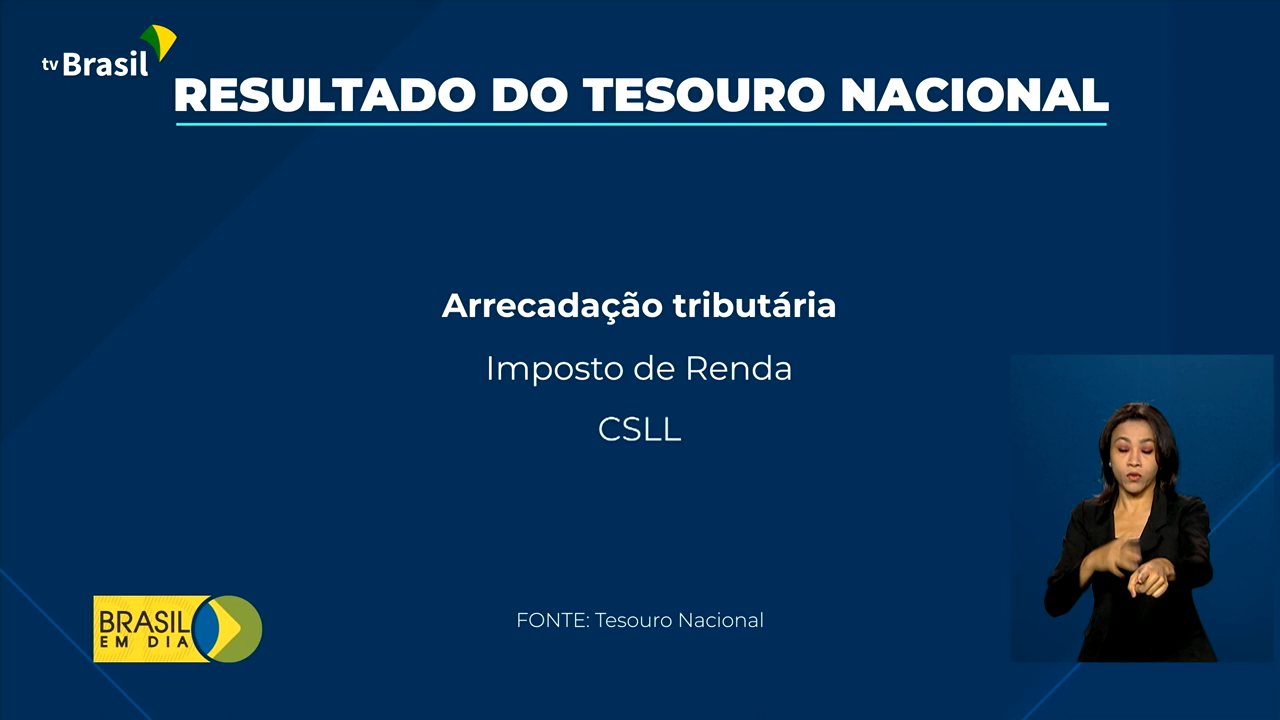 tv Brasil
RESULTADO DO TESOURO NACIONAL
Arrecadação tributária
Imposto de Renda
CSLL
FONTE: Tesouro Nacional
BRASIL
EM DIA